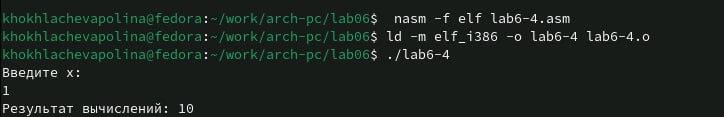 khokhlachevapolina@fedora:~/work/arch-pc/lab06$  nasm -f elf lab6-4.asm
khokhlachevapolina@fedora:~/work/arch-pc/lab06$ ld -m elf_i386 -o lab6-4 lab6-4.o
khokhlachevapolina@fedora:~/work/arch-pc/lab06$ ./lab6-4
Введите x:
1
Результат вычислений: 10